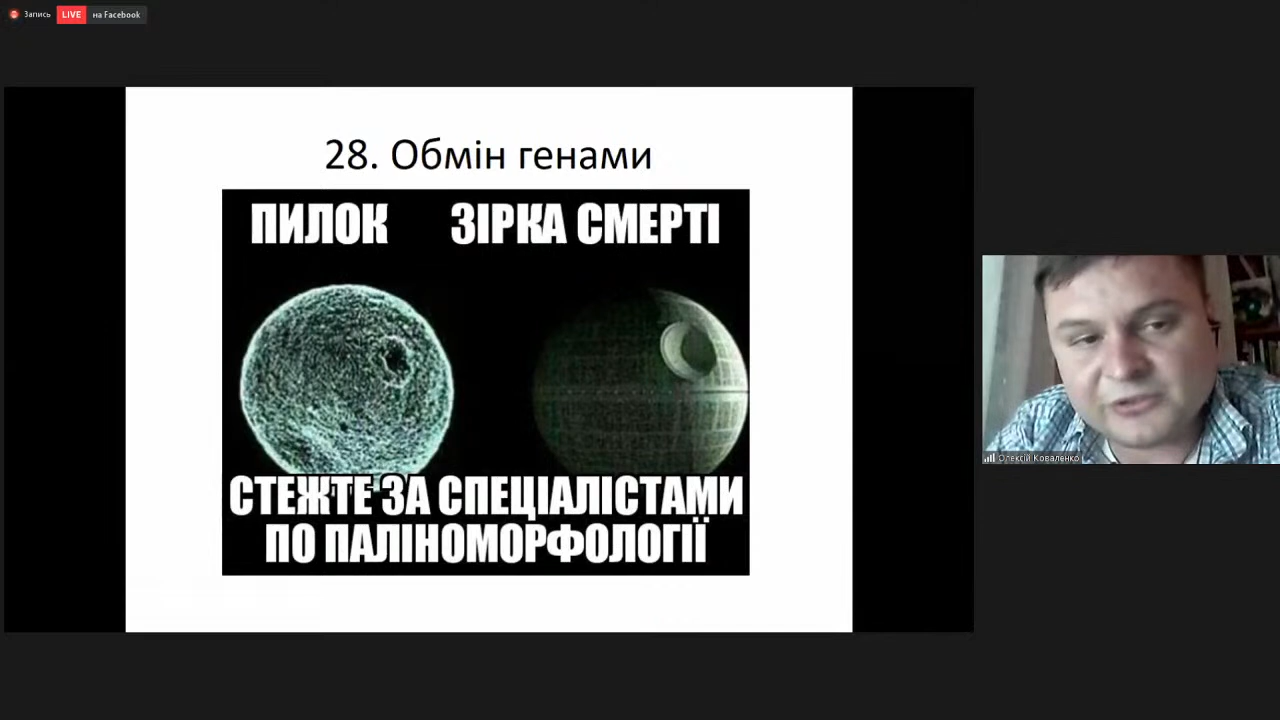 Запись LIVE на Facebook
28. Обмін генами
ПИЛОК ЗІРКА СМЕРТІ
СТЕЖТЕ ЗА СПЕЦІАЛІСТАМИ
ПО ПАЛІНОМОРФОЛОГІЇ
Олексій Коваленко